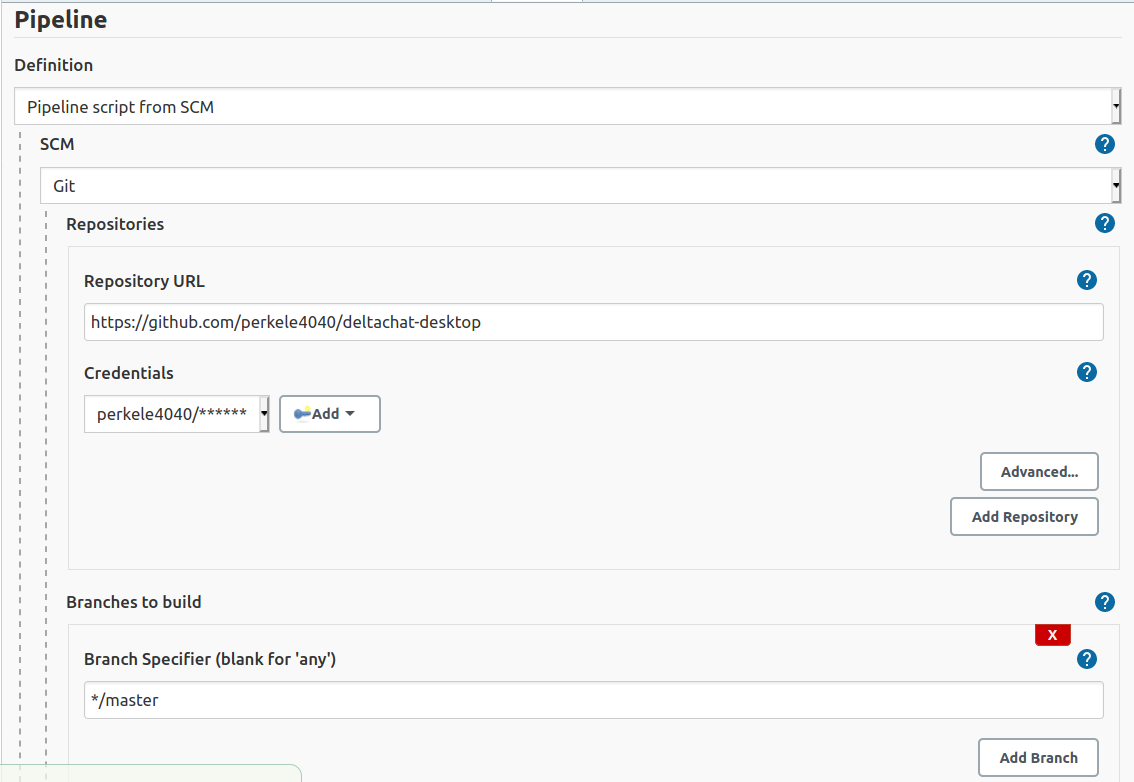 Pipeline
Definition
Pipeline script from SCM
SCM
?
Git
Repositories
?
Repository URL
?
https://github.com/perkele4040/deltachat-desktop
Credentials
?
perkele4040/******
Add
Advanced...
Add Repository
Branches to build
?
X
Branch Specifier (blank for 'any')
?
*/master
Add Branch